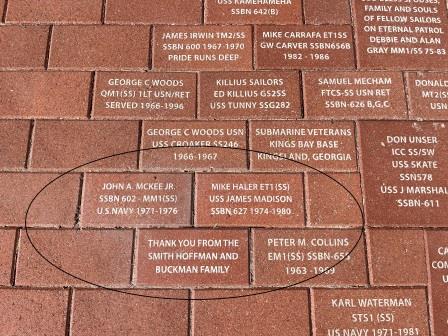 USS KAMEHAMEHA
SSBN 642(B)
FAMILY AND SOULS
OF FELLOW SAILORS
ON ETERNAL PATROL
DEBBIE AND ALAN
GRAY MM1/SS 75-83
JAMES IRWIN TM2/SS
SSBN 600 1967-1970
PRIDE RUNS DEEP
MIKE CARRAFA ET1SS
GW CARVER SSN656B
1982 - 1986
GEORGE C WOODS
QM1(SS) 1LT USN/RET
SERVED 1966-1996
KILLIUS SAILORS
ED KILLIUS GS2SS
USS TUNNY SSG282
SAMUEL MECHAM
FTCS-SS USN RET
SSBN-626 B,G,C
DONALD
MT2(SS
USN
GEORGE C WOODS USN
USS CROAKER SS246
1966-1967
SUBMARINE VETERANS
KINGS BAY BASE
KINGSLAND, GEORGIA
DON UNSER
ICC SS/SW
USS SKATE
SSN578
USS J MARSHAL
SSBN-611
JOHN A. MCKEE JR.
SSBN 602 - MM1(SS)
U.S.NAVY 1971-1976
MIKE HALER ET1(SS)
USS JAMES MADISON
SSBN 627 1974-1980
THANK YOU FROM THE
SMITH HOFFMAN AND
BUCKMAN FAMILY
PETER M. COLLINS
EM1(SS) SSBN-655
1963 - 1969
KARL WATERMAN
STS1 (SS)
US NAVY 1971-1981